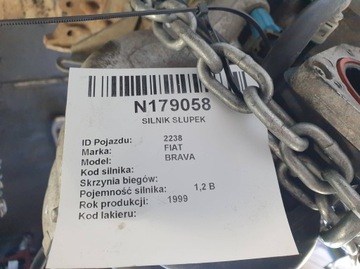 N179058
SILNIK SŁUPEK
ID Pojazdu: 2238
Marka: FIAT
Model: BRAVA
Kod silnika:
Skrzynia biegów:
Pojemność silnika: 1,2 B
Rok produkcji: 1999
Kod lakieru: